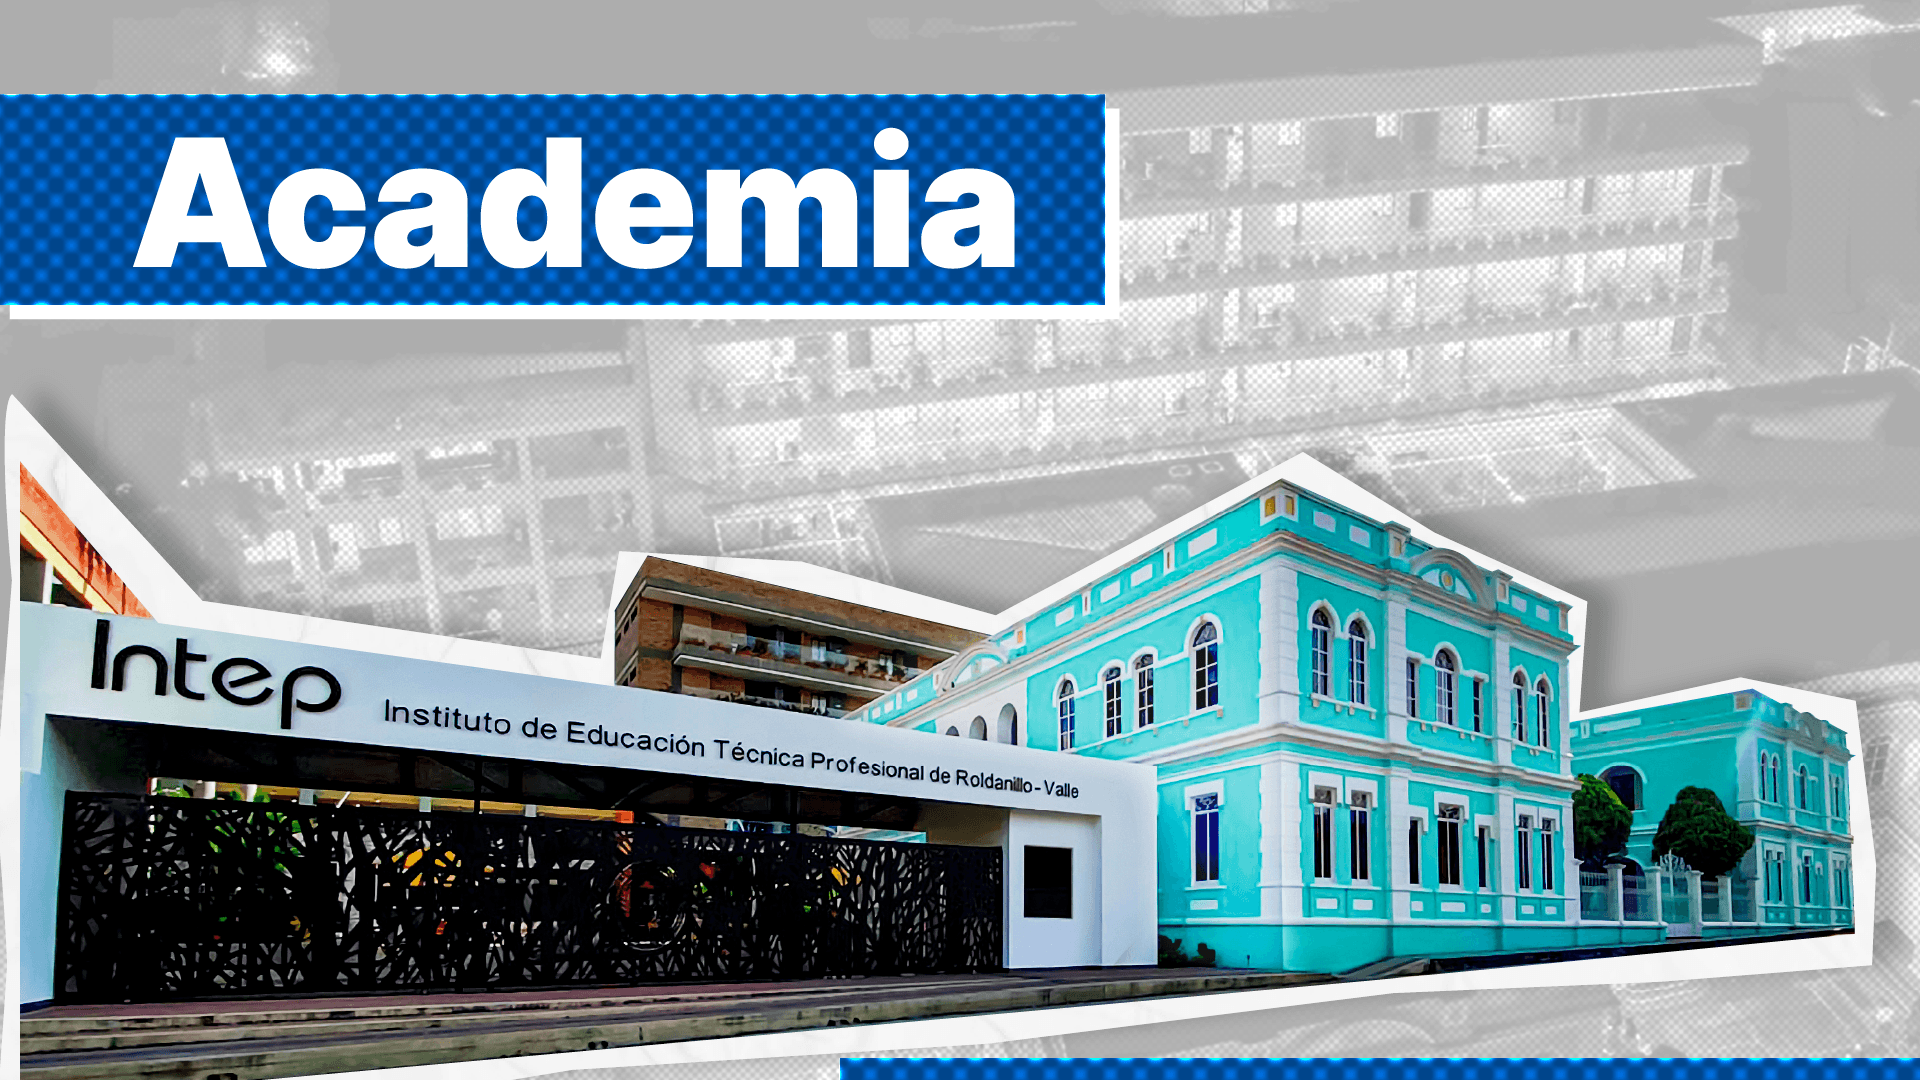 Academia
Intep
Instituto de Educación Técnica Profesional de Roldanillo-Valle